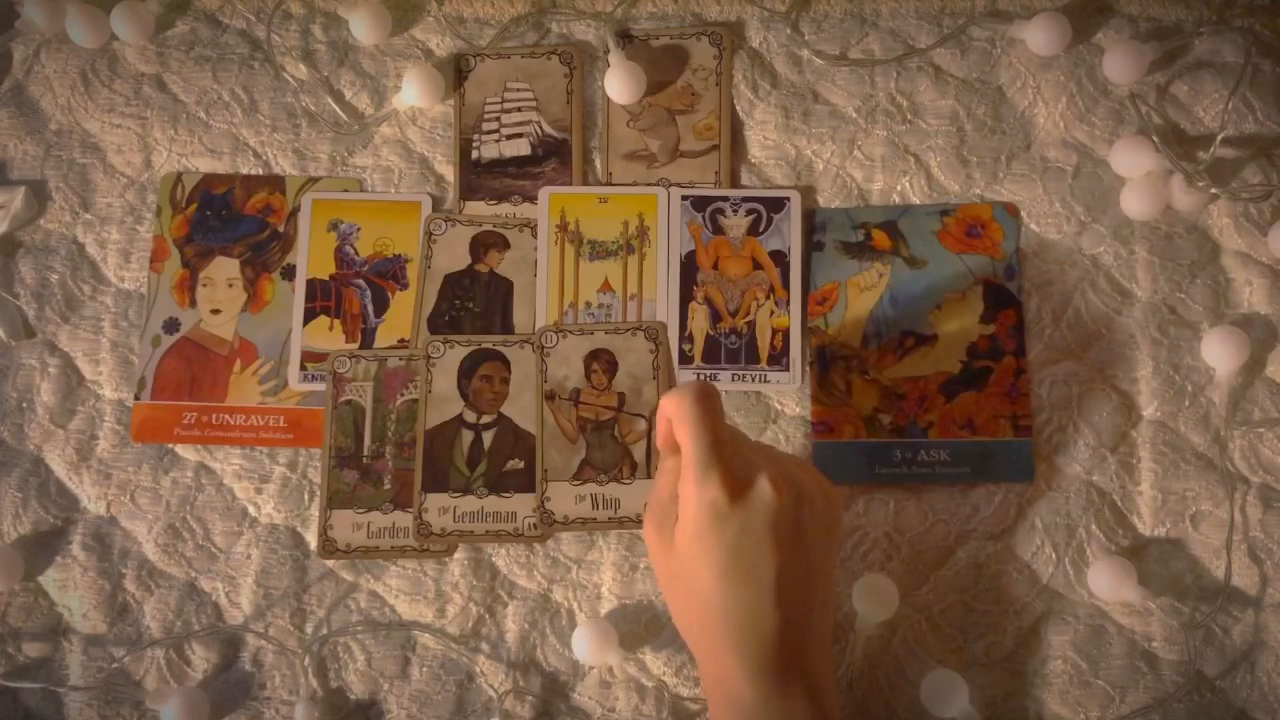 28
IV
27 • UNRAVEL
Puzzle, Conundrum, Solution
KNI
THE DEVIL.
3 • ASK
20
The Garden
28
The Gentleman
11
The Whip